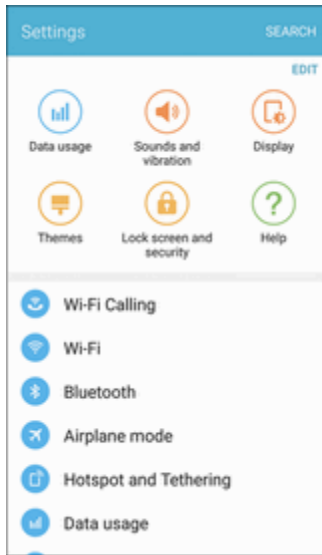 Settings SEARCH
EDIT
Data usage Sounds and vibration Display
Themes Lock screen and security Help
Wi-Fi Calling
Wi-Fi
Bluetooth
Airplane mode
Hotspot and Tethering
Data usage